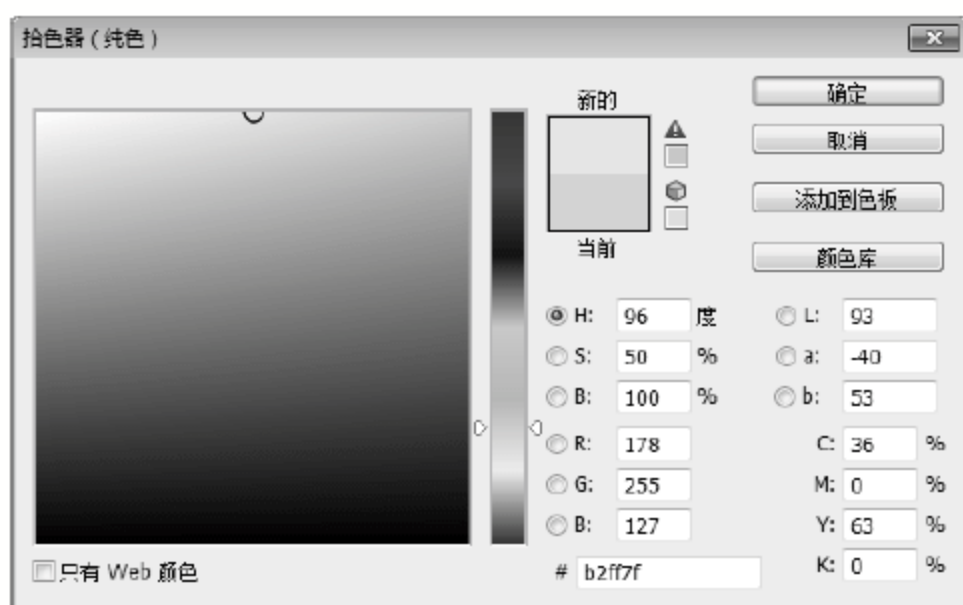 拾色器（纯色）
新的
当前
确定
取消
添加到色板
颜色库
H: 96 度
S: 50 %
B: 100 %
R: 178
G: 255
B: 127
# b2ff7f
L: 93
a: -40
b: 53
C: 36 %
M: 0 %
Y: 63 %
K: 0 %
只有 Web 颜色